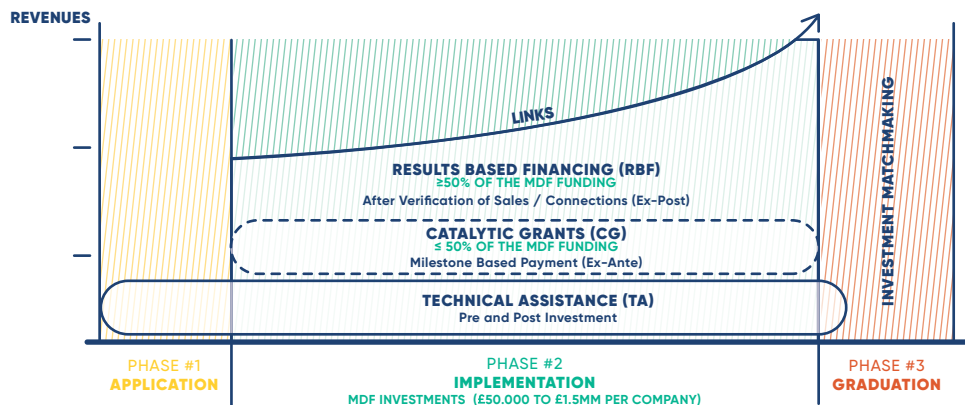 REVENUES
LINKS
RESULTS BASED FINANCING (RBF)
≥50% OF THE MDF FUNDING
After Verification of Sales / Connections (Ex-Post)
CATALYTIC GRANTS (CG)
≤ 50% OF THE MDF FUNDING
Milestone Based Payment (Ex-Ante)
TECHNICAL ASSISTANCE (TA)
Pre and Post Investment
INVESTMENT MATCHMAKING
PHASE #1
APPLICATION
PHASE #2
IMPLEMENTATION
MDF INVESTMENTS (£50.000 TO £1.5MM PER COMPANY)
PHASE #3
GRADUATION